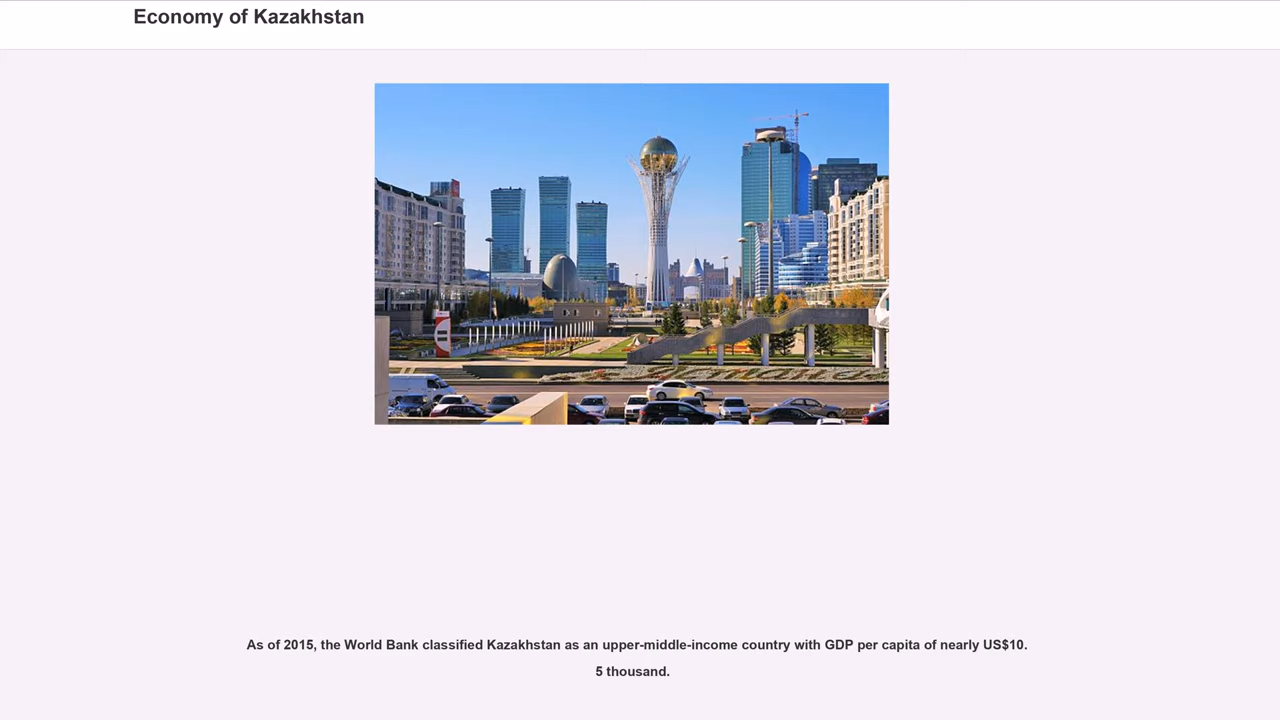 Economy of Kazakhstan
As of 2015, the World Bank classified Kazakhstan as an upper-middle-income country with GDP per capita of nearly US$10.
5 thousand.